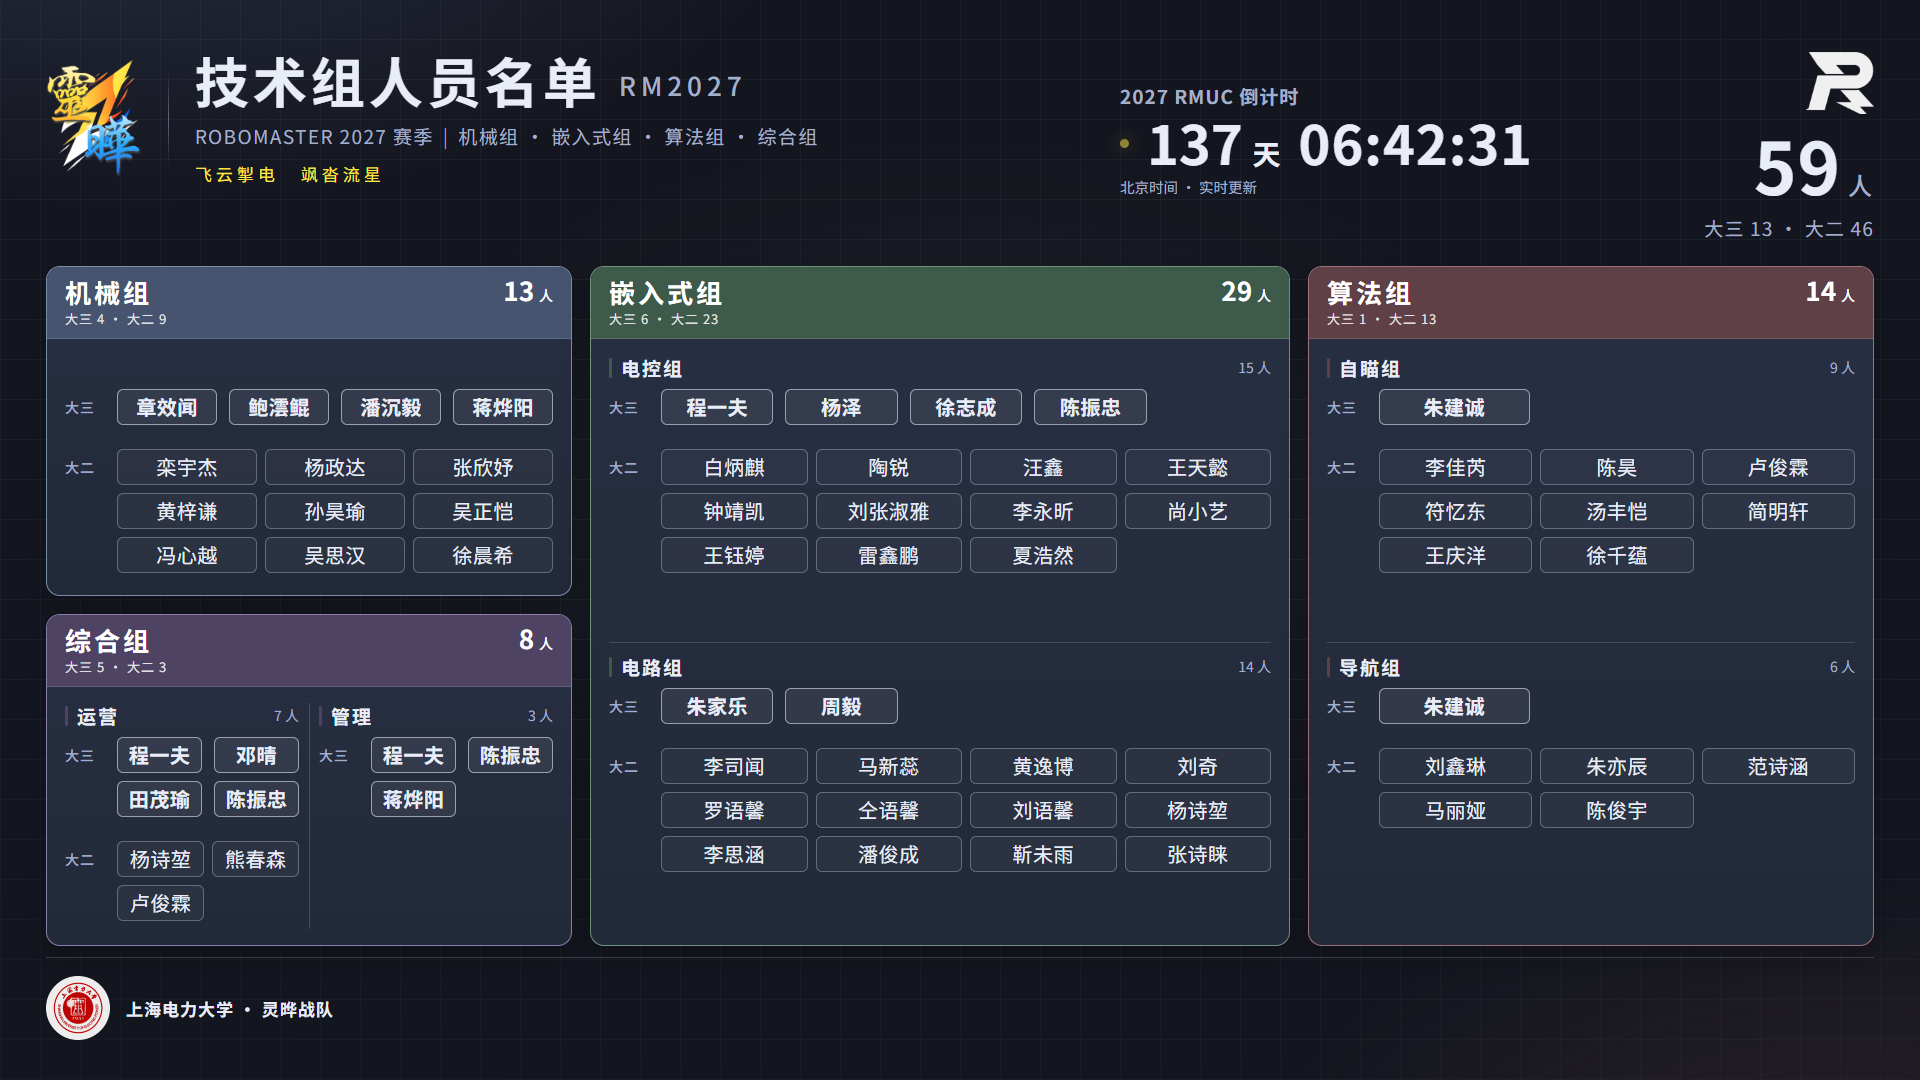 靈晔
技术组人员名单 RM2027
ROBOMASTER 2027 赛季 | 机械组 · 嵌入式组 · 算法组 · 综合组
飞云掣电 飒沓流星
2027 RMUC 倒计时
137 天 06:42:31
北京时间 · 实时更新
59 人
大三 13 · 大二 46
机械组 13 人
大三 4 · 大二 9
大三 章效闻 鲍澐鲲 潘沉毅 蒋烨阳
大二 栾宇杰 杨政达 张欣妤
黄梓谦 孙昊瑜 吴正恺
冯心越 吴思汉 徐晨希
综合组 8 人
大三 5 · 大二 3
运营 7 人
大三 程一夫 邓晴
田茂瑜 陈振忠
大二 杨诗堃 熊春森
卢俊霖
管理 3 人
大三 程一夫 陈振忠
蒋烨阳
嵌入式组 29 人
大三 6 · 大二 23
电控组 15 人
大三 程一夫 杨泽 徐志成 陈振忠
大二 白炳麒 陶锐 汪鑫 王天懿
钟靖凯 刘张淑雅 李永昕 尚小艺
王钰婷 雷鑫鹏 夏浩然
电路组 14 人
大三 朱家乐 周毅
大二 李司闻 马新蕊 黄逸博 刘奇
罗语馨 仝语馨 刘语馨 杨诗堃
李思涵 潘俊成 靳未雨 张诗睐
算法组 14 人
大三 1 · 大二 13
自瞄组 9 人
大三 朱建诚
大二 李佳芮 陈昊 卢俊霖
符忆东 汤丰恺 简明轩
王庆洋 徐千蕴
导航组 6 人
大三 朱建诚
大二 刘鑫琳 朱亦辰 范诗涵
马丽娅 陈俊宇
上海电力大学 · 灵晔战队